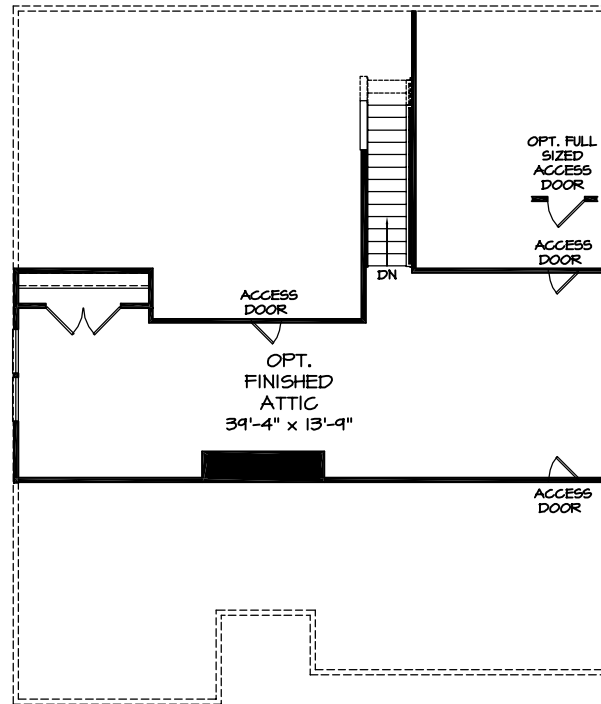 OPT. FULL
SIZED
ACCESS
DOOR
ACCESS
DOOR
DN
ACCESS
DOOR
OPT.
FINISHED
ATTIC
39'-4" x 13'-9"
ACCESS
DOOR